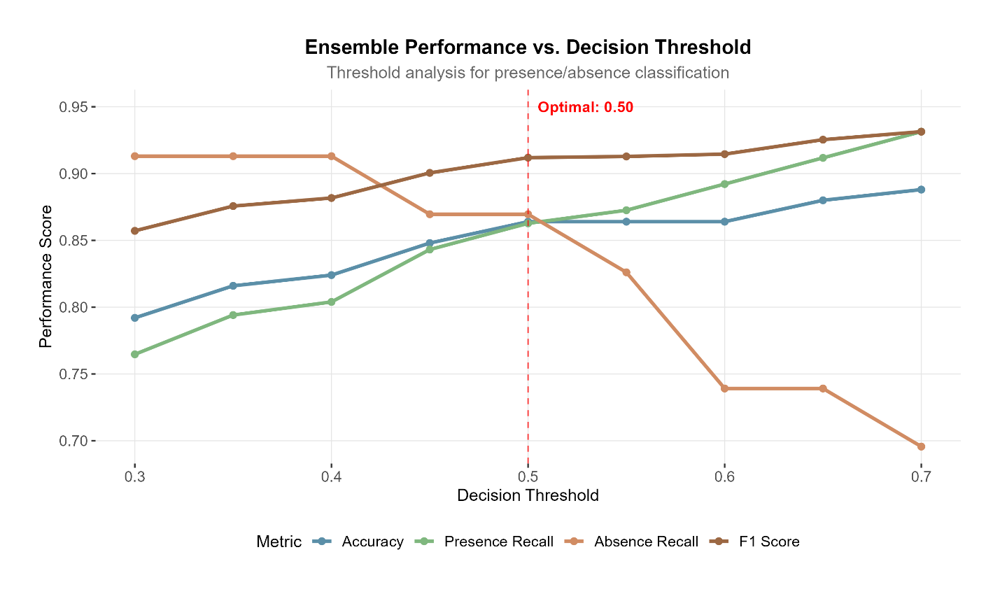 Ensemble Performance vs. Decision Threshold
Threshold analysis for presence/absence classification
Optimal: 0.50
Performance Score
0.95
0.90
0.85
0.80
0.75
0.70
0.3 0.4 0.5 0.6 0.7
Decision Threshold
Metric Accuracy Presence Recall Absence Recall F1 Score